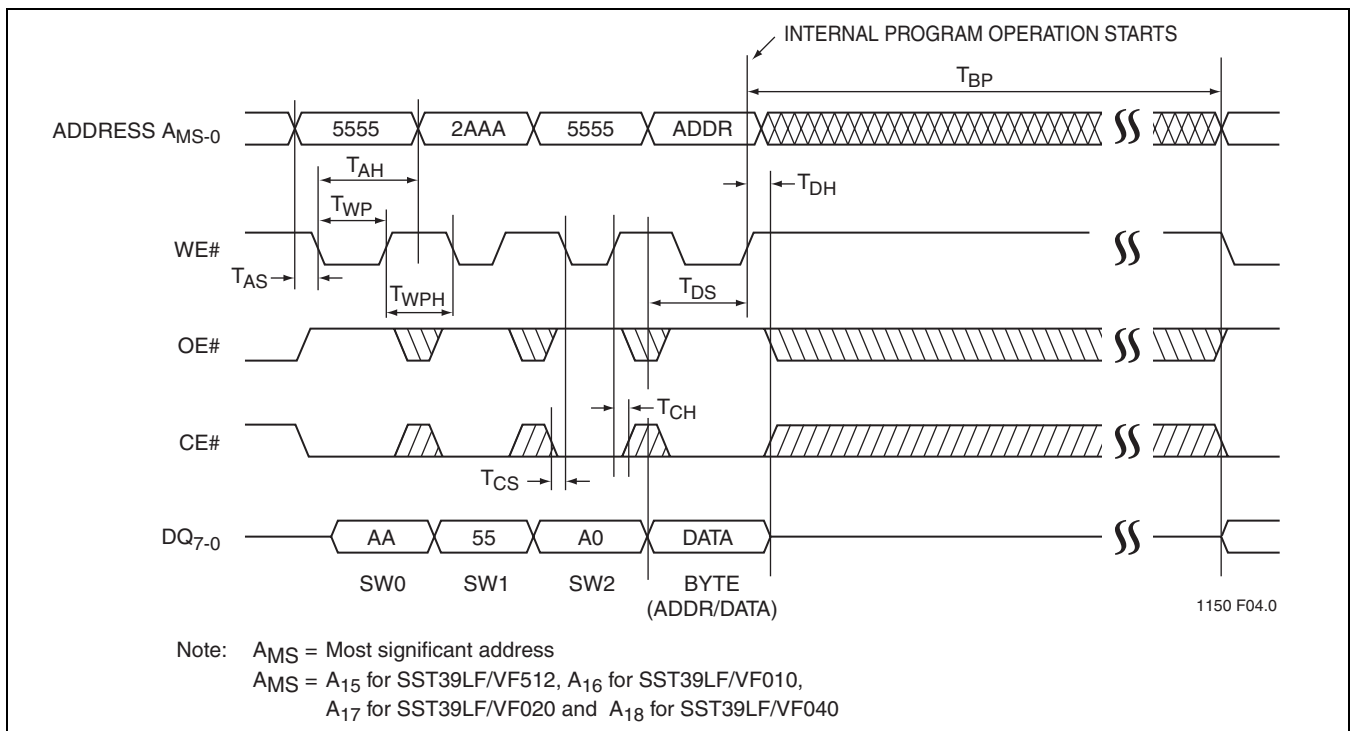 INTERNAL PROGRAM OPERATION STARTS
TBP
ADDRESS AMS-0
5555
2AAA
5555
ADDR
TAH
TDH
TWP
WE#
TAS
TWPH
TDS
OE#
TCH
CE#
TCS
DQ7-0
AA
55
A0
DATA
SW0
SW1
SW2
BYTE
(ADDR/DATA)
1150 F04.0
Note: AMS = Most significant address
AMS = A15 for SST39LF/VF512, A16 for SST39LF/VF010,
A17 for SST39LF/VF020 and A18 for SST39LF/VF040